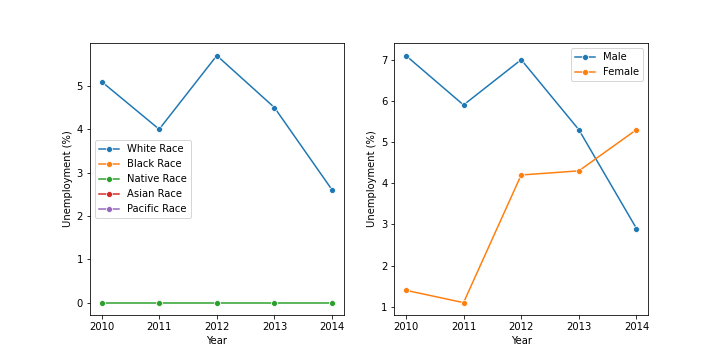 Unemployment (%)
5
4
3
2
1
0
White Race
Black Race
Native Race
Asian Race
Pacific Race
2010 2011 2012 2013 2014
Year
Unemployment (%)
7
6
5
4
3
2
1
Male
Female
2010 2011 2012 2013 2014
Year